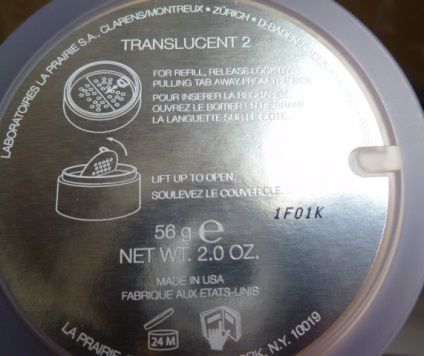 LABORATOIRES LA PRAIRIE S.A., CLARENS/MONTREUX • ZÜRICH • D-BADEN BADEN •
TRANSLUCENT 2
FOR REFILL, RELEASE LOCK BY
PULLING TAB AWAY FROM THE SIDE.
POUR INSERER LA RECHARGE,
OUVREZ LE BOITIER EN RETIRANT
LA LANGUETTE SUR LE COTE.
LIFT UP TO OPEN.
SOULEVEZ LE COUVERCLE.
1F01K
56 g e
NET WT. 2.0 OZ.
MADE IN USA
FABRIQUE AUX ETATS-UNIS
24 M
LA PRAIRIE
N.Y. 10019